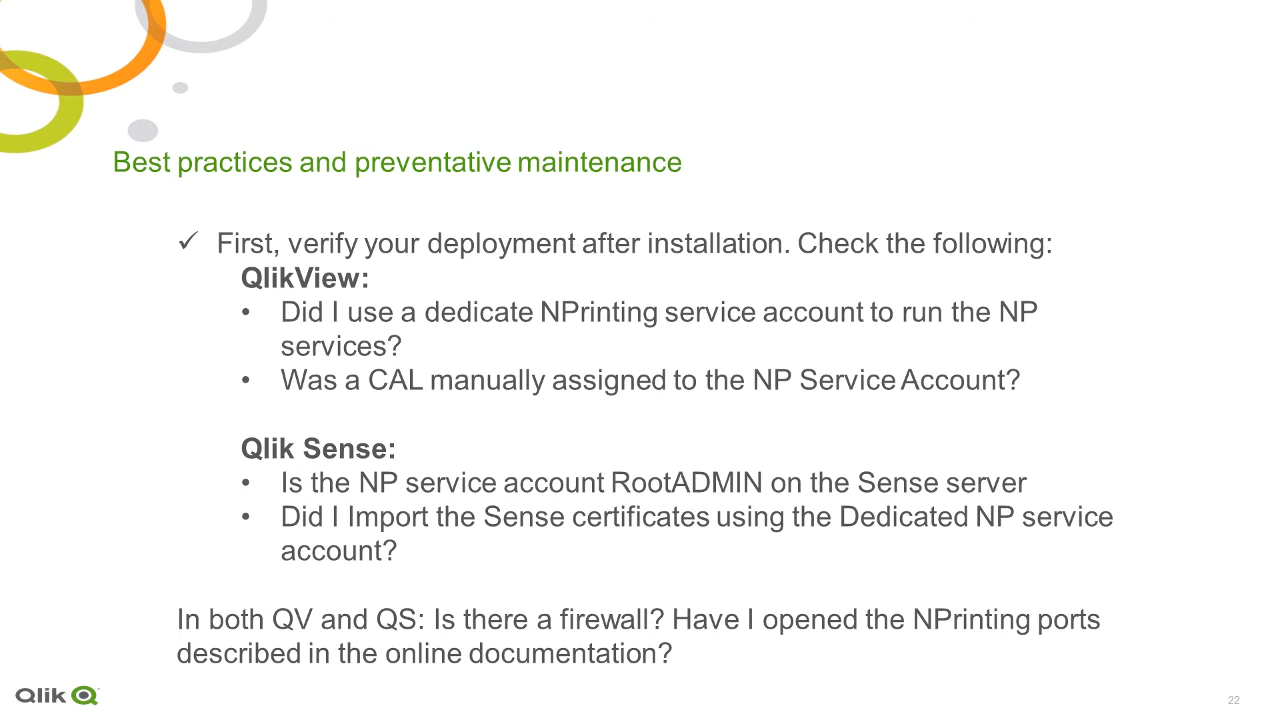 Best practices and preventative maintenance
✓ First, verify your deployment after installation. Check the following:
QlikView:
• Did I use a dedicate NPrinting service account to run the NP
services?
• Was a CAL manually assigned to the NP Service Account?
Qlik Sense:
• Is the NP service account RootADMIN on the Sense server
• Did I Import the Sense certificates using the Dedicated NP service
account?
In both QV and QS: Is there a firewall? Have I opened the NPrinting ports
described in the online documentation?
Qlik
22